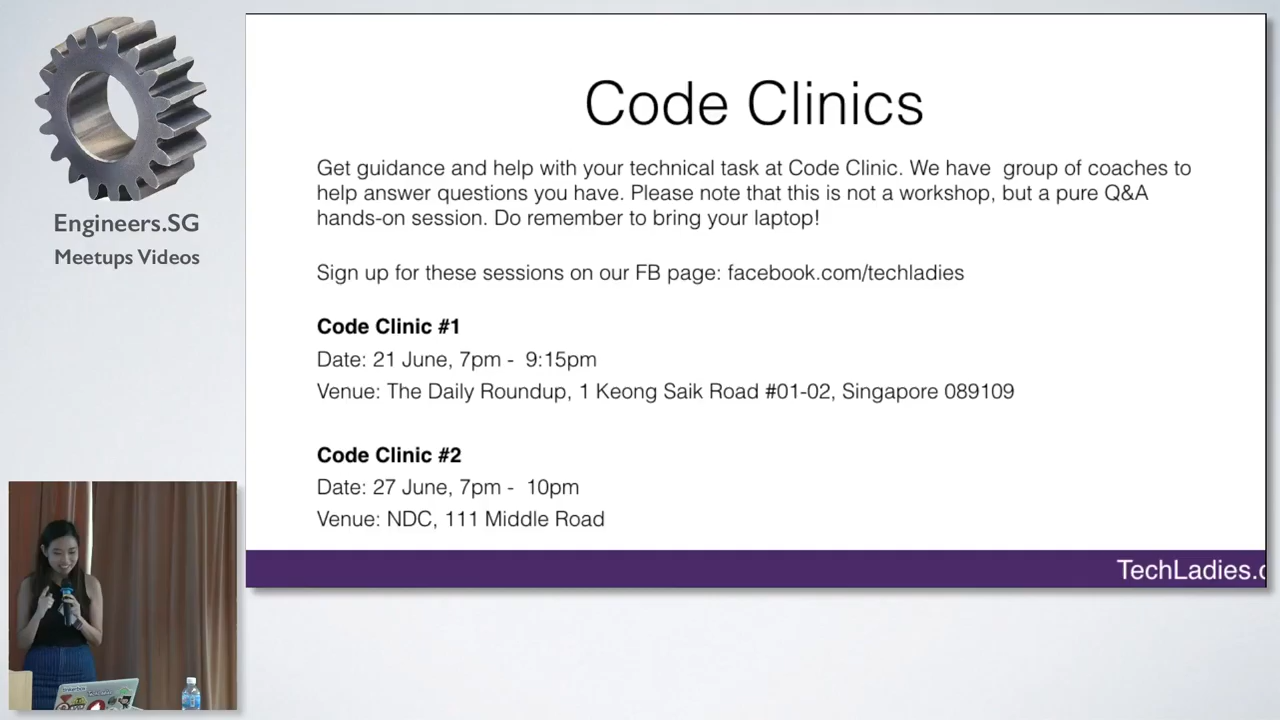 Engineers.SG
Meetups Videos
Code Clinics
Get guidance and help with your technical task at Code Clinic. We have  group of coaches to
help answer questions you have. Please note that this is not a workshop, but a pure Q&A
hands-on session. Do remember to bring your laptop!
Sign up for these sessions on our FB page: facebook.com/techladies
Code Clinic #1
Date: 21 June, 7pm -  9:15pm
Venue: The Daily Roundup, 1 Keong Saik Road #01-02, Singapore 089109
Code Clinic #2
Date: 27 June, 7pm -  10pm
Venue: NDC, 111 Middle Road
TechLadies.